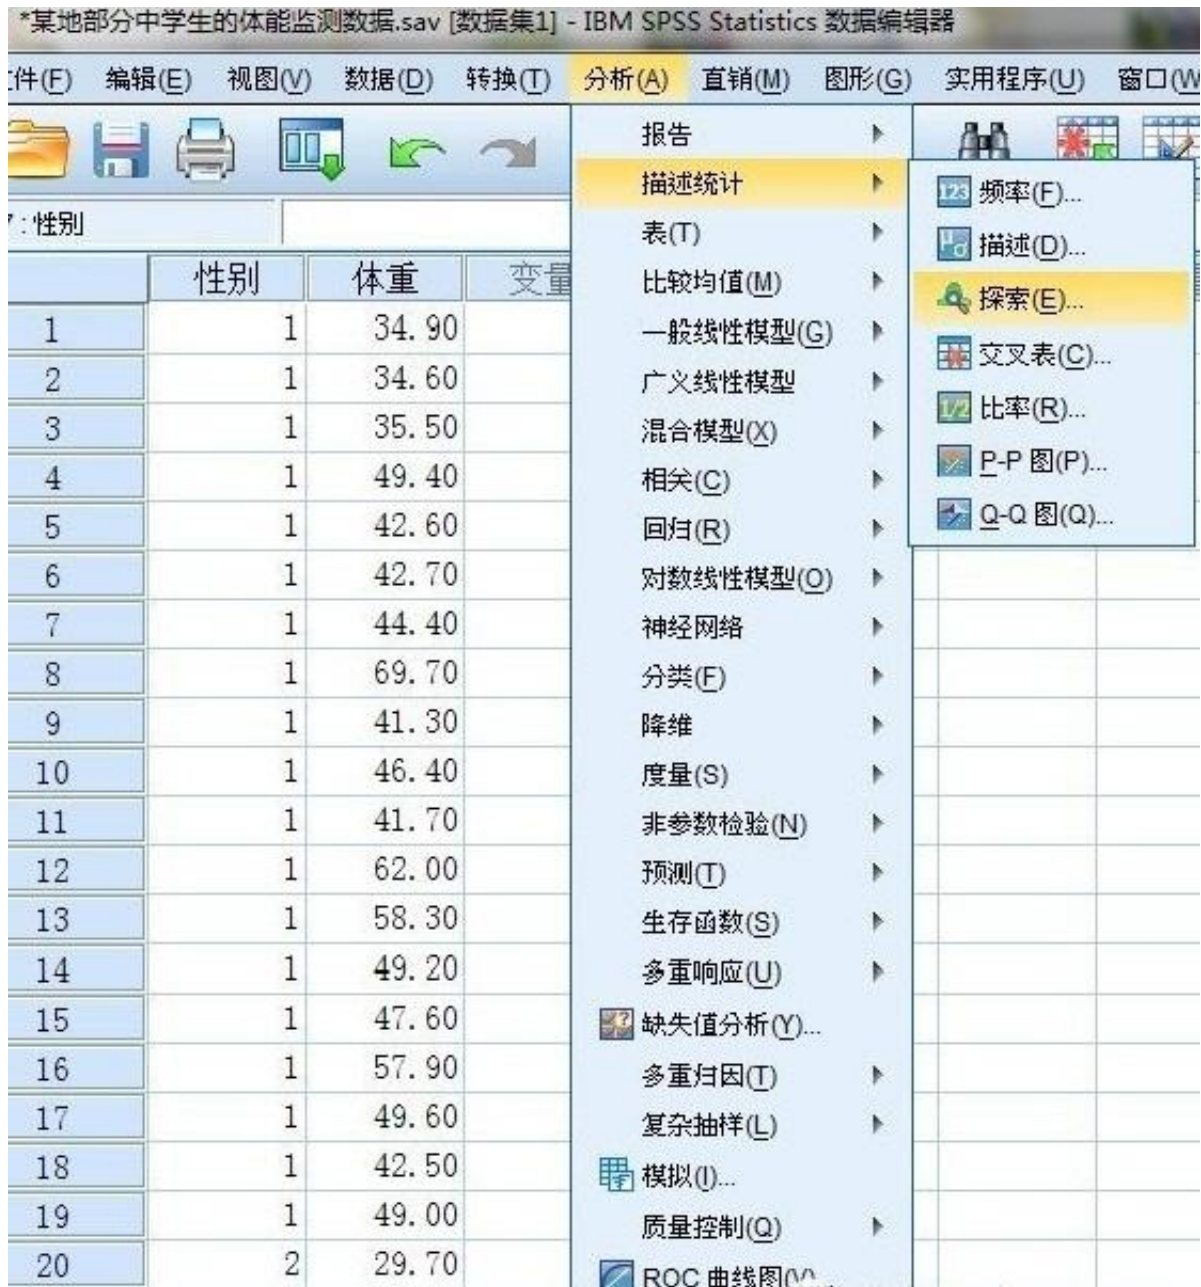 *某地部分中学生的体能监测数据.sav [数据集1] - IBM SPSS Statistics 数据编辑器
件(F) 编辑(E) 视图(V) 数据(D) 转换(T) 分析(A) 直销(M) 图形(G) 实用程序(U) 窗口(W
: 性别
性别 体重 变量
1 1 34.90
2 1 34.60
3 1 35.50
4 1 49.40
5 1 42.60
6 1 42.70
7 1 44.40
8 1 69.70
9 1 41.30
10 1 46.40
11 1 41.70
12 1 62.00
13 1 58.30
14 1 49.20
15 1 47.60
16 1 57.90
17 1 49.60
18 1 42.50
19 1 49.00
20 2 29.70
报告
描述统计
表(T)
比较均值(M)
一般线性模型(G)
广义线性模型
混合模型(X)
相关(C)
回归(R)
对数线性模型(O)
神经网络
分类(F)
降维
度量(S)
非参数检验(N)
预测(T)
生存函数(S)
多重响应(U)
缺失值分析(Y)...
多重归因(T)
复杂抽样(L)
模拟(I)...
质量控制(Q)
ROC 曲线图(V)...
123 频率(F)...
描述(D)...
探索(E)...
交叉表(C)...
1/2 比率(R)...
P-P 图(P)...
Q-Q 图(Q)...